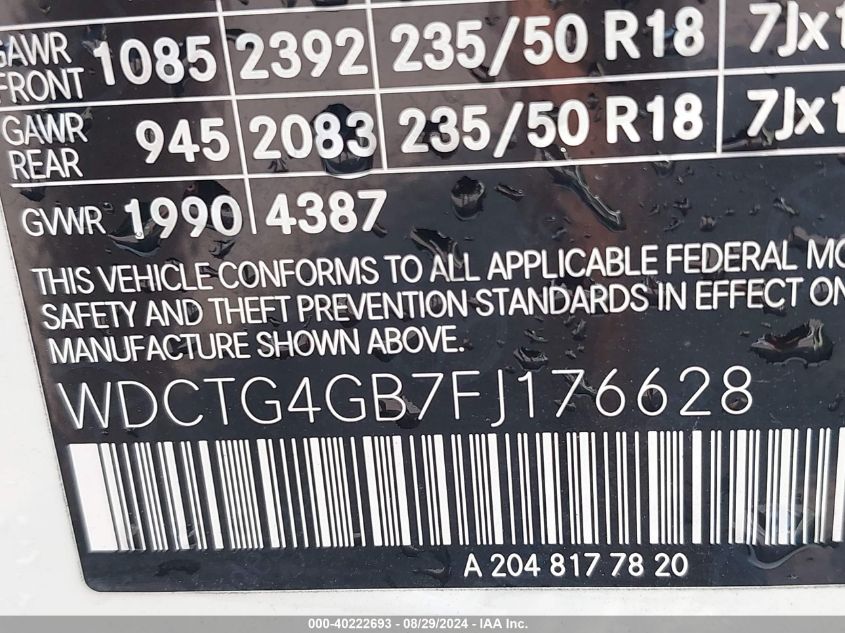 GAWR FRONT 1085 2392 235/50 R18 7Jx1
GAWR REAR 945 2083 235/50 R18 7Jx1
GVWR 1990 4387
THIS VEHICLE CONFORMS TO ALL APPLICABLE FEDERAL MO
SAFETY AND THEFT PREVENTION STANDARDS IN EFFECT ON
MANUFACTURE SHOWN ABOVE.
WDCTG4GB7FJ176628
A 204 817 78 20
000-40222693 - 08/29/2024 - IAA Inc.